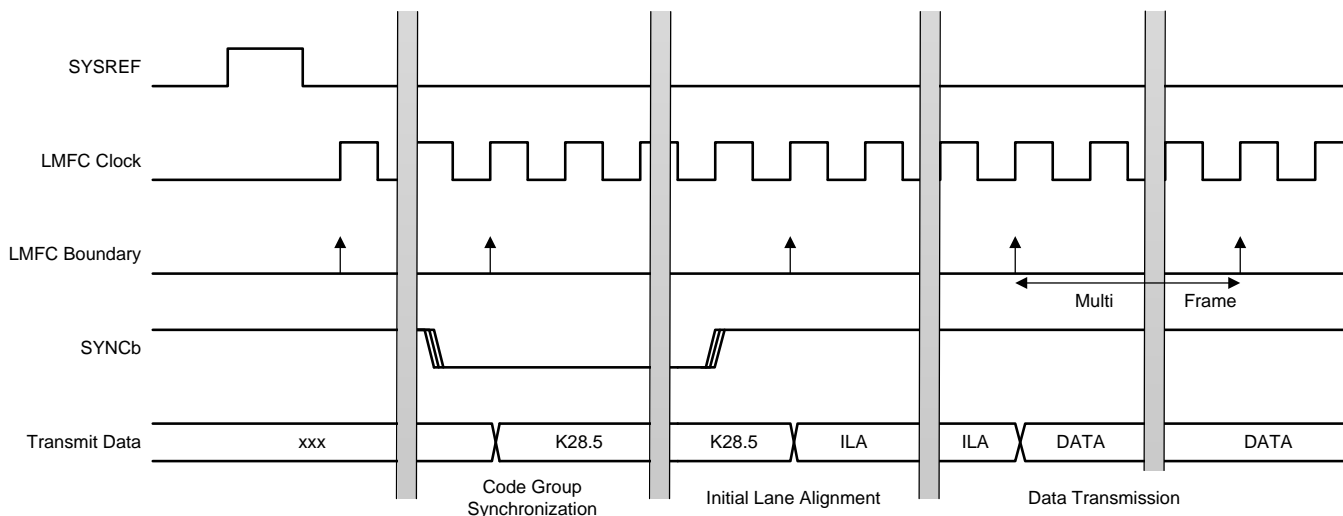 SYSREF
LMFC Clock
LMFC Boundary
Multi Frame
SYNCb
Transmit Data
xxx
K28.5
K28.5
ILA
ILA
DATA
DATA
Code Group
Synchronization
Initial Lane Alignment
Data Transmission